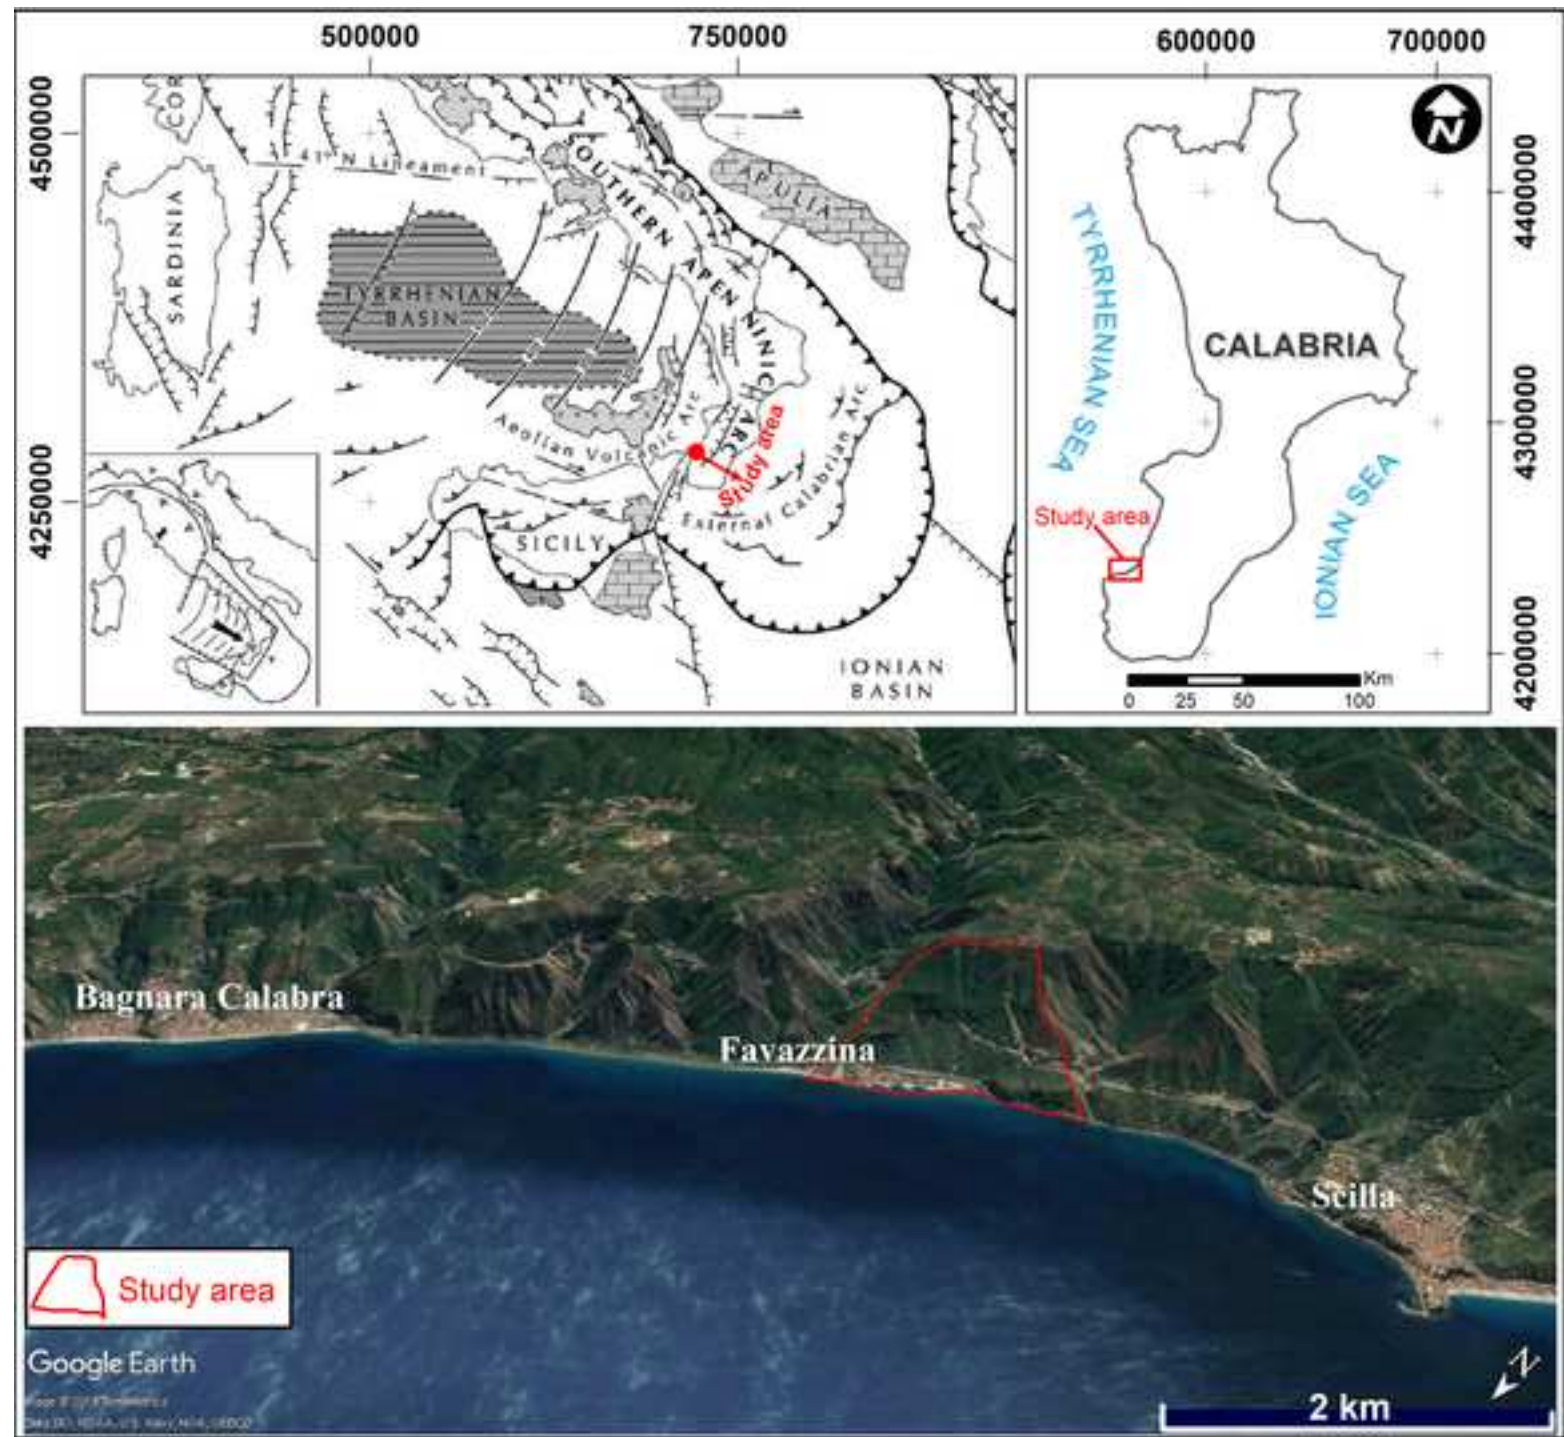 500000
750000
600000
700000
4500000
4250000
4400000
4300000
4200000
COR
SARDINIA
41° N Lineament
SOUTHERN APENNINIC ARC
APULIA
TYRRHENIAN
BASIN
Aeolian Volcanic Arc
Study area
External Calabrian Arc
SICILY
IONIAN
BASIN
N
TYRRHENIAN SEA
CALABRIA
Study area
IONIAN SEA
Km
0 25 50 100
Bagnara Calabra
Favazzina
Scilla
Study area
Google Earth
N
2 km